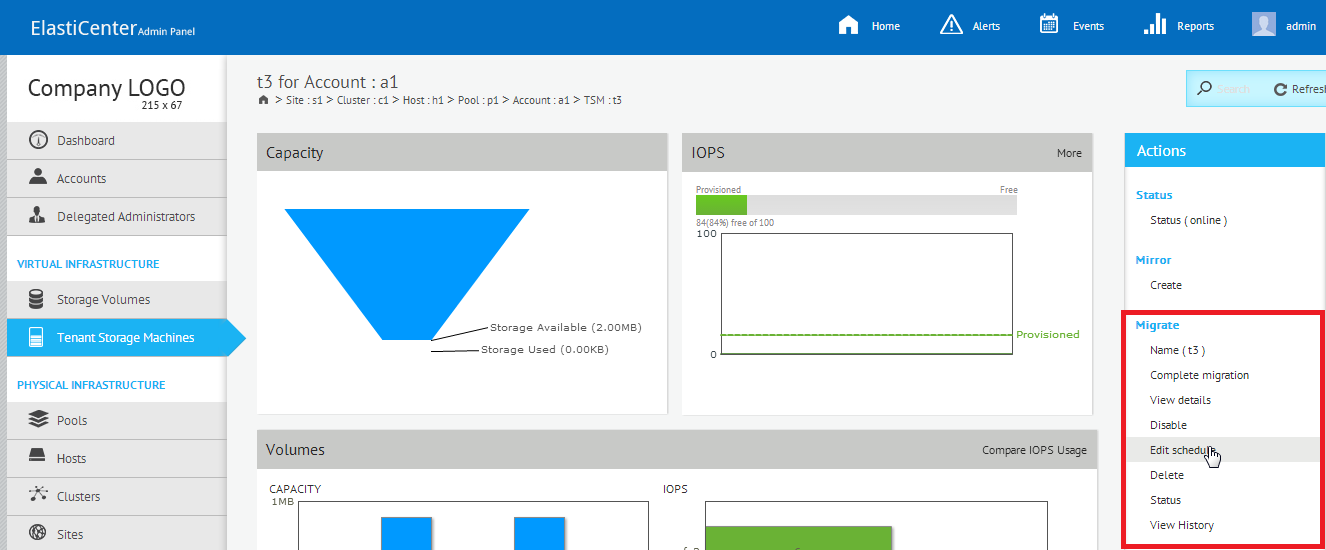 ElastiCenter Admin Panel
Home
Alerts
Events
Reports
admin
Company LOGO
215 x 67
Dashboard
Accounts
Delegated Administrators
VIRTUAL INFRASTRUCTURE
Storage Volumes
Tenant Storage Machines
PHYSICAL INFRASTRUCTURE
Pools
Hosts
Clusters
Sites
t3 for Account : a1
> Site : s1 > Cluster : c1 > Host : h1 > Pool : p1 > Account : a1 > TSM : t3
Search
Refresh
Capacity
Storage Available (2.00MB)
Storage Used (0.00KB)
IOPS
More
Provisioned
Free
84(84%) free of 100
100
Provisioned
0
Volumes
Compare IOPS Usage
CAPACITY
1MB
IOPS
Actions
Status
Status ( online )
Mirror
Create
Migrate
Name ( t3 )
Complete migration
View details
Disable
Edit schedule
Delete
Status
View History